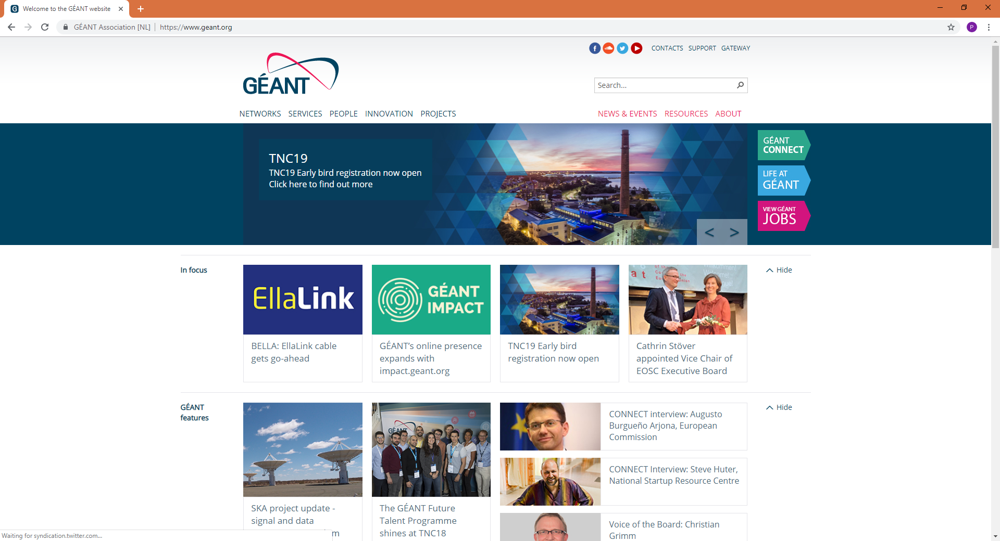 Welcome to the GÉANT website
GÉANT Association [NL]
https://www.geant.org
P
CONTACTS SUPPORT GATEWAY
GÉANT
Search...
NETWORKS SERVICES PEOPLE INNOVATION PROJECTS
NEWS & EVENTS RESOURCES ABOUT
TNC19
TNC19 Early bird registration now open
Click here to find out more
< >
GÉANT
CONNECT
LIFE AT
GÉANT
VIEW GÉANT
JOBS
In focus
EllaLink
BELLA: EllaLink cable
gets go-ahead
GÉANT
IMPACT
GÉANT’s online presence
expands with
impact.geant.org
TNC19 Early bird
registration now open
Cathrin Stöver
appointed Vice Chair of
EOSC Executive Board
Hide
GÉANT
features
SKA project update -
signal and data
m
GÉANT
The GÉANT Future
Talent Programme
shines at TNC18
CONNECT interview: Augusto
Burgueño Arjona, European
Commission
CONNECT Interview: Steve Huter,
National Startup Resource Centre
Voice of the Board: Christian
Grimm
Hide
Waiting for syndication.twitter.com...